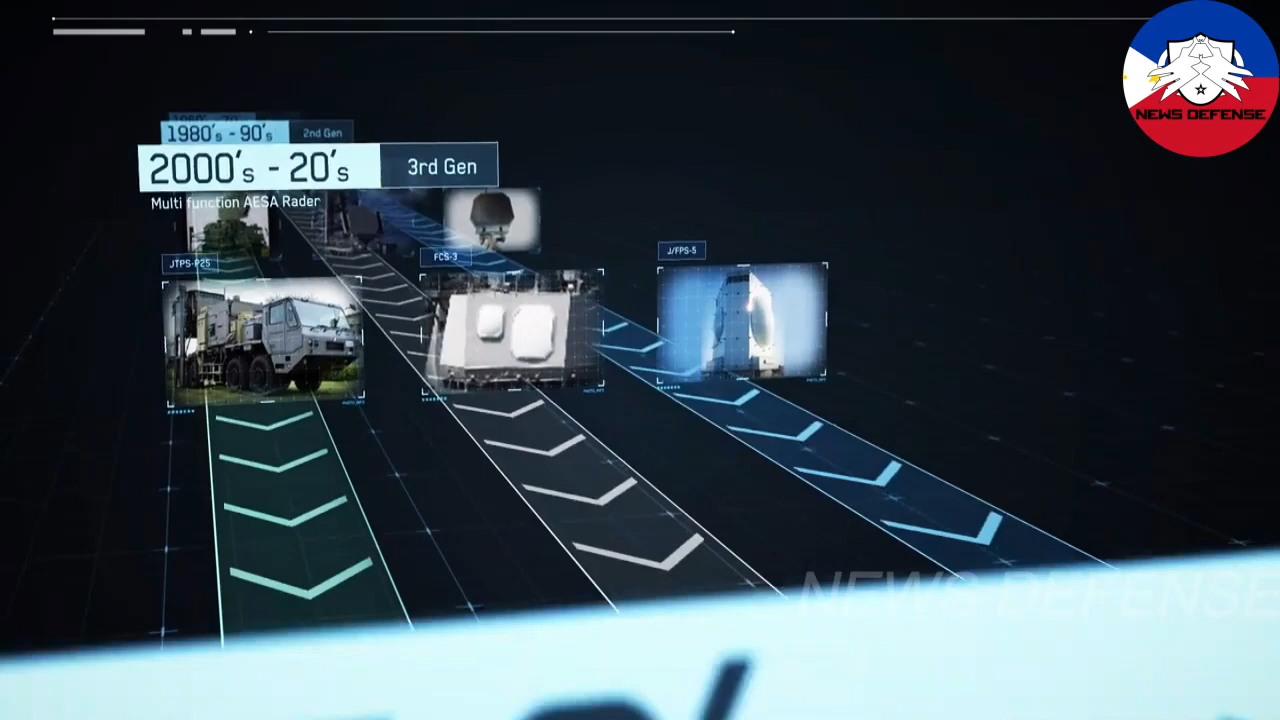 NEWS DEFENSE
1980's - 90's 2nd Gen
2000's - 20's 3rd Gen
Multi function AESA Rader
JTPS-P25
FCS-3
J/FPS-5
NEWS DEFENSE